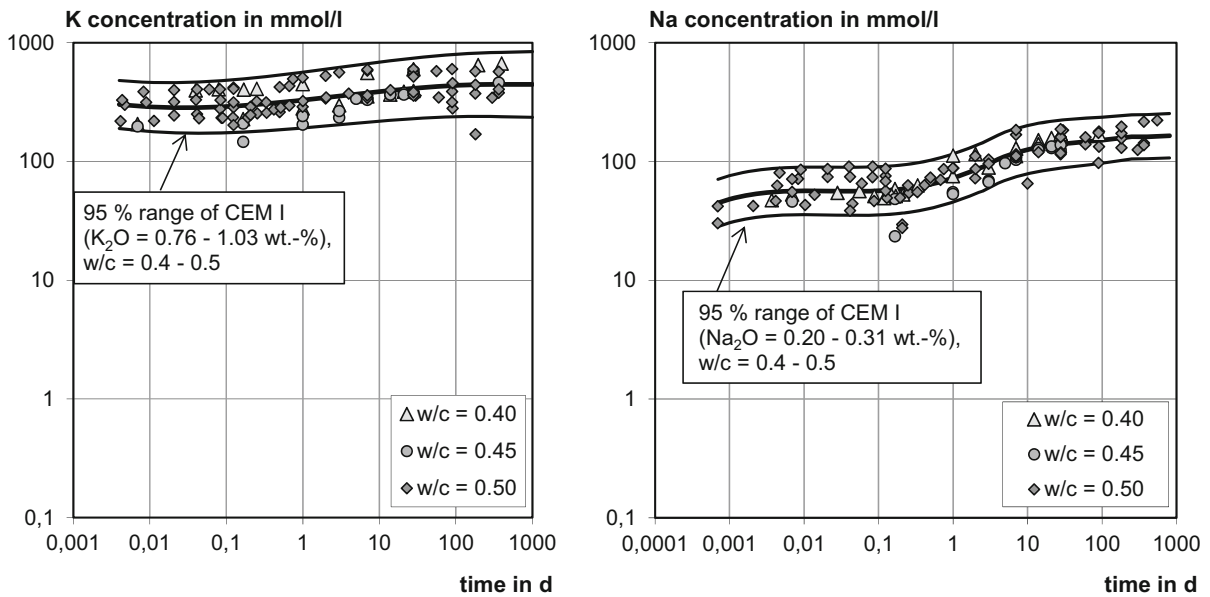 K concentration in mmol/l
1000
100
10
1
0,1
95 % range of CEM I
(K₂O = 0.76 - 1.03 wt.-%),
w/c = 0.4 - 0.5
w/c = 0.40
w/c = 0.45
w/c = 0.50
0,001 0,01 0,1 1 10 100 1000
time in d
Na concentration in mmol/l
1000
100
10
1
0,1
95 % range of CEM I
(Na₂O = 0.20 - 0.31 wt.-%),
w/c = 0.4 - 0.5
w/c = 0.40
w/c = 0.45
w/c = 0.50
0,0001 0,001 0,01 0,1 1 10 100 1000
time in d